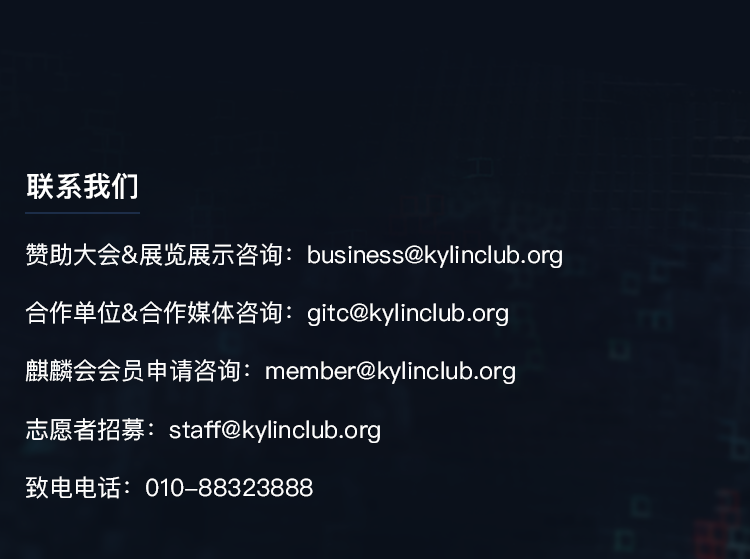 联系我们
赞助大会&展览展示咨询：business@kylinclub.org
合作单位&合作媒体咨询：gitc@kylinclub.org
麒麟会会员申请咨询：member@kylinclub.org
志愿者招募：staff@kylinclub.org
致电电话：010-88323888